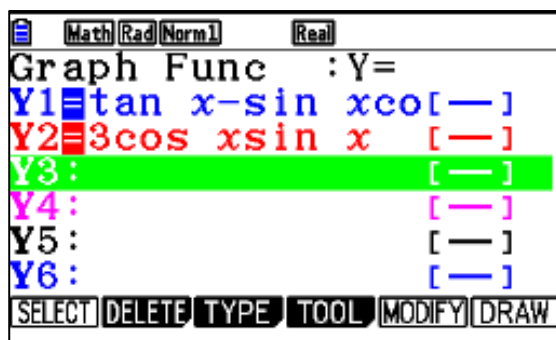 Math Rad Norm1 Real
Graph Func :Y=
Y1=tan x-sin xco[—]
Y2=3cos xsin x [—]
Y3: [—]
Y4: [—]
Y5: [—]
Y6: [—]
SELECT DELETE TYPE TOOL MODIFY DRAW